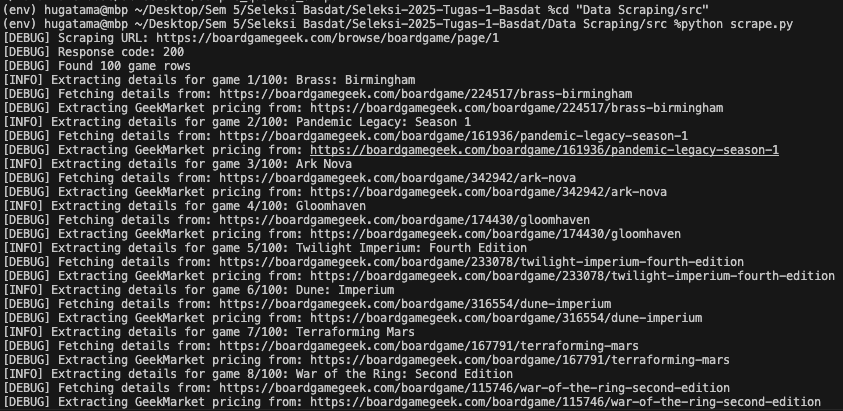 (env) hugatama@mbp ~/Desktop/Sem 5/Seleksi Basdat/Seleksi-2025-Tugas-1-Basdat %cd "Data Scraping/src"
(env) hugatama@mbp ~/Desktop/Sem 5/Seleksi Basdat/Seleksi-2025-Tugas-1-Basdat/Data Scraping/src %python scrape.py
[DEBUG] Scraping URL: https://boardgamegeek.com/browse/boardgame/page/1
[DEBUG] Response code: 200
[DEBUG] Found 100 game rows
[INFO] Extracting details for game 1/100: Brass: Birmingham
[DEBUG] Fetching details from: https://boardgamegeek.com/boardgame/224517/brass-birmingham
[DEBUG] Extracting GeekMarket pricing from: https://boardgamegeek.com/boardgame/224517/brass-birmingham
[INFO] Extracting details for game 2/100: Pandemic Legacy: Season 1
[DEBUG] Fetching details from: https://boardgamegeek.com/boardgame/161936/pandemic-legacy-season-1
[DEBUG] Extracting GeekMarket pricing from: https://boardgamegeek.com/boardgame/161936/pandemic-legacy-season-1
[INFO] Extracting details for game 3/100: Ark Nova
[DEBUG] Fetching details from: https://boardgamegeek.com/boardgame/342942/ark-nova
[DEBUG] Extracting GeekMarket pricing from: https://boardgamegeek.com/boardgame/342942/ark-nova
[INFO] Extracting details for game 4/100: Gloomhaven
[DEBUG] Fetching details from: https://boardgamegeek.com/boardgame/174430/gloomhaven
[DEBUG] Extracting GeekMarket pricing from: https://boardgamegeek.com/boardgame/174430/gloomhaven
[INFO] Extracting details for game 5/100: Twilight Imperium: Fourth Edition
[DEBUG] Fetching details from: https://boardgamegeek.com/boardgame/233078/twilight-imperium-fourth-edition
[DEBUG] Extracting GeekMarket pricing from: https://boardgamegeek.com/boardgame/233078/twilight-imperium-fourth-edition
[INFO] Extracting details for game 6/100: Dune: Imperium
[DEBUG] Fetching details from: https://boardgamegeek.com/boardgame/316554/dune-imperium
[DEBUG] Extracting GeekMarket pricing from: https://boardgamegeek.com/boardgame/316554/dune-imperium
[INFO] Extracting details for game 7/100: Terraforming Mars
[DEBUG] Fetching details from: https://boardgamegeek.com/boardgame/167791/terraforming-mars
[DEBUG] Extracting GeekMarket pricing from: https://boardgamegeek.com/boardgame/167791/terraforming-mars
[INFO] Extracting details for game 8/100: War of the Ring: Second Edition
[DEBUG] Fetching details from: https://boardgamegeek.com/boardgame/115746/war-of-the-ring-second-edition
[DEBUG] Extracting GeekMarket pricing from: https://boardgamegeek.com/boardgame/115746/war-of-the-ring-second-edition